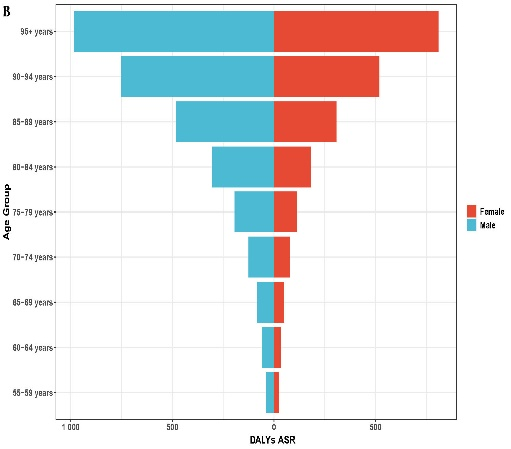 B
95+ years
90-94 years
85-89 years
80-84 years
75-79 years
70-74 years
65-69 years
60-64 years
55-59 years
Age Group
1 000
500
0
500
DALYs ASR
Female
Male